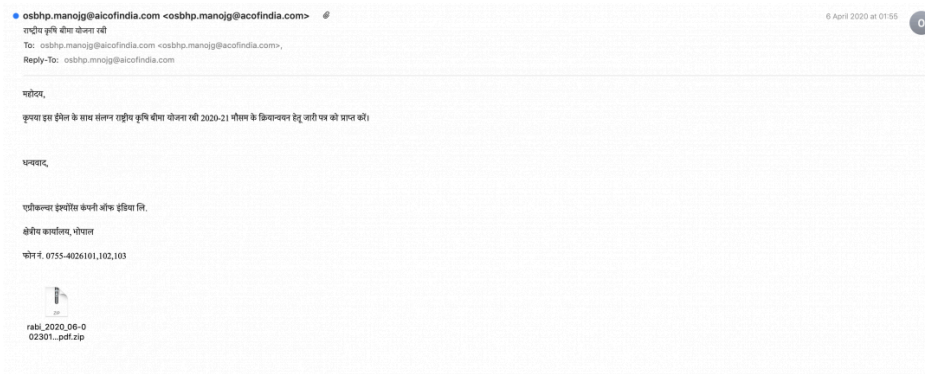 osbhp.manojg@aicofindia.com <osbhp.manojg@acofindia.com>
6 April 2020 at 01:55
O
राष्ट्रीय कृषि बीमा योजना रबी
To: osbhp.manojg@aicofindia.com <osbhp.manojg@acofindia.com>,
Reply-To: osbhp.mnojg@aicofindia.com
महोदय,
कृपया इस ईमेल के साथ संलग्न राष्ट्रीय कृषि बीमा योजना रबी 2020-21 मौसम के क्रियान्वयन हेतू जारी पत्र को प्राप्त करें।
धन्यवाद,
एग्रीकल्चर इंश्योरेंस कंपनी ऑफ इंडिया लि.
क्षेत्रीय कार्यालय, भोपाल
फोन नं. 0755-4026101,102,103
ZIP
rabi_2020_06-0
02301...pdf.zip